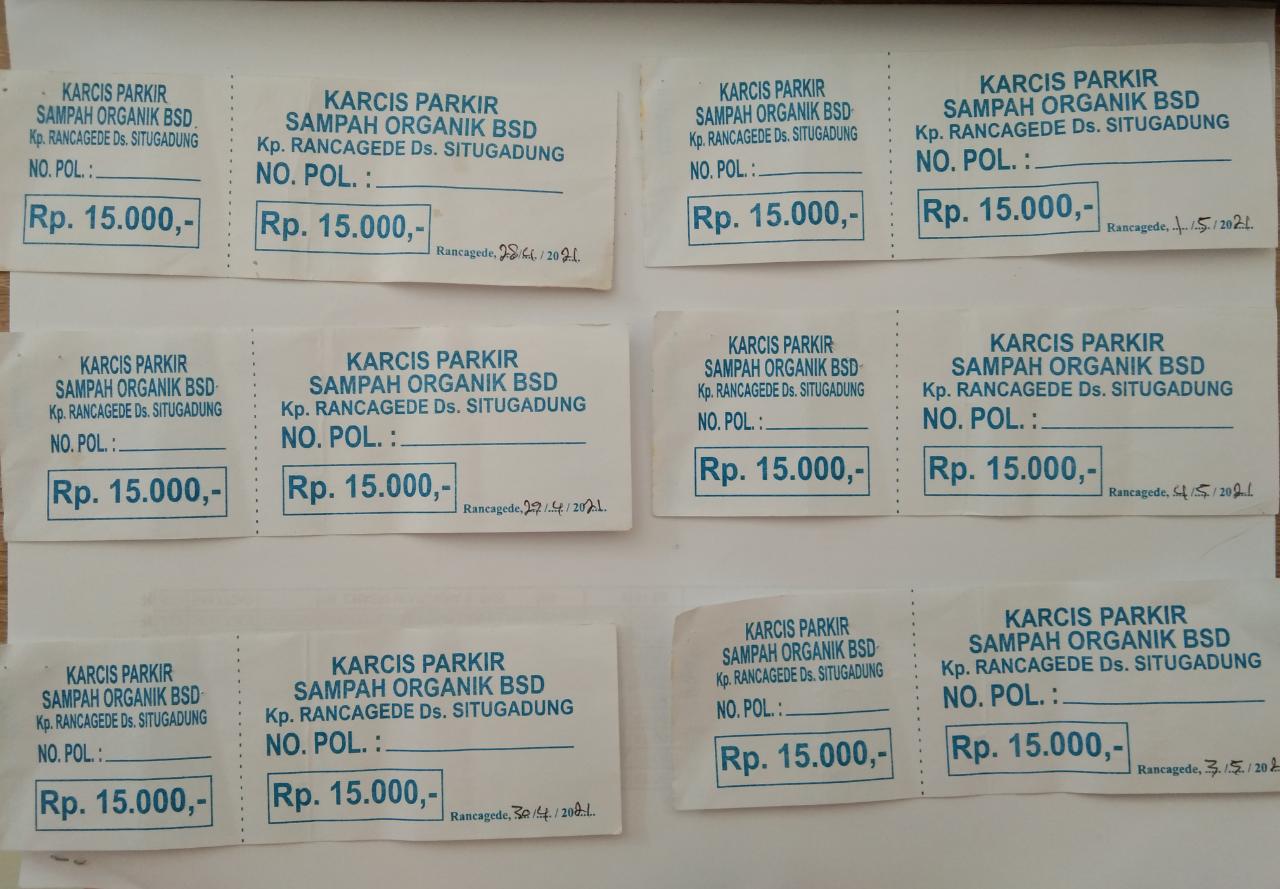 KARCIS PARKIR
SAMPAH ORGANIK BSD
Kp. RANCAGEDE Ds. SITUGADUNG
NO. POL. :
Rp. 15.000,-
KARCIS PARKIR
SAMPAH ORGANIK BSD
Kp. RANCAGEDE Ds. SITUGADUNG
NO. POL. :
Rp. 15.000,-
Rancagede, 28/4/2021.
KARCIS PARKIR
SAMPAH ORGANIK BSD
Kp. RANCAGEDE Ds. SITUGADUNG
NO. POL. :
Rp. 15.000,-
KARCIS PARKIR
SAMPAH ORGANIK BSD
Kp. RANCAGEDE Ds. SITUGADUNG
NO. POL. :
Rp. 15.000,-
Rancagede, 1/5/2021.
KARCIS PARKIR
SAMPAH ORGANIK BSD
Kp. RANCAGEDE Ds. SITUGADUNG
NO. POL. :
Rp. 15.000,-
KARCIS PARKIR
SAMPAH ORGANIK BSD
Kp. RANCAGEDE Ds. SITUGADUNG
NO. POL. :
Rp. 15.000,-
Rancagede, 29/4/2021.
KARCIS PARKIR
SAMPAH ORGANIK BSD
Kp. RANCAGEDE Ds. SITUGADUNG
NO. POL. :
Rp. 15.000,-
KARCIS PARKIR
SAMPAH ORGANIK BSD
Kp. RANCAGEDE Ds. SITUGADUNG
NO. POL. :
Rp. 15.000,-
Rancagede, 4/5/2021.
KARCIS PARKIR
SAMPAH ORGANIK BSD
Kp. RANCAGEDE Ds. SITUGADUNG
NO. POL. :
Rp. 15.000,-
KARCIS PARKIR
SAMPAH ORGANIK BSD
Kp. RANCAGEDE Ds. SITUGADUNG
NO. POL. :
Rp. 15.000,-
Rancagede, 30/4/2021.
KARCIS PARKIR
SAMPAH ORGANIK BSD
Kp. RANCAGEDE Ds. SITUGADUNG
NO. POL. :
Rp. 15.000,-
KARCIS PARKIR
SAMPAH ORGANIK BSD
Kp. RANCAGEDE Ds. SITUGADUNG
NO. POL. :
Rp. 15.000,-
Rancagede, 3/5/202